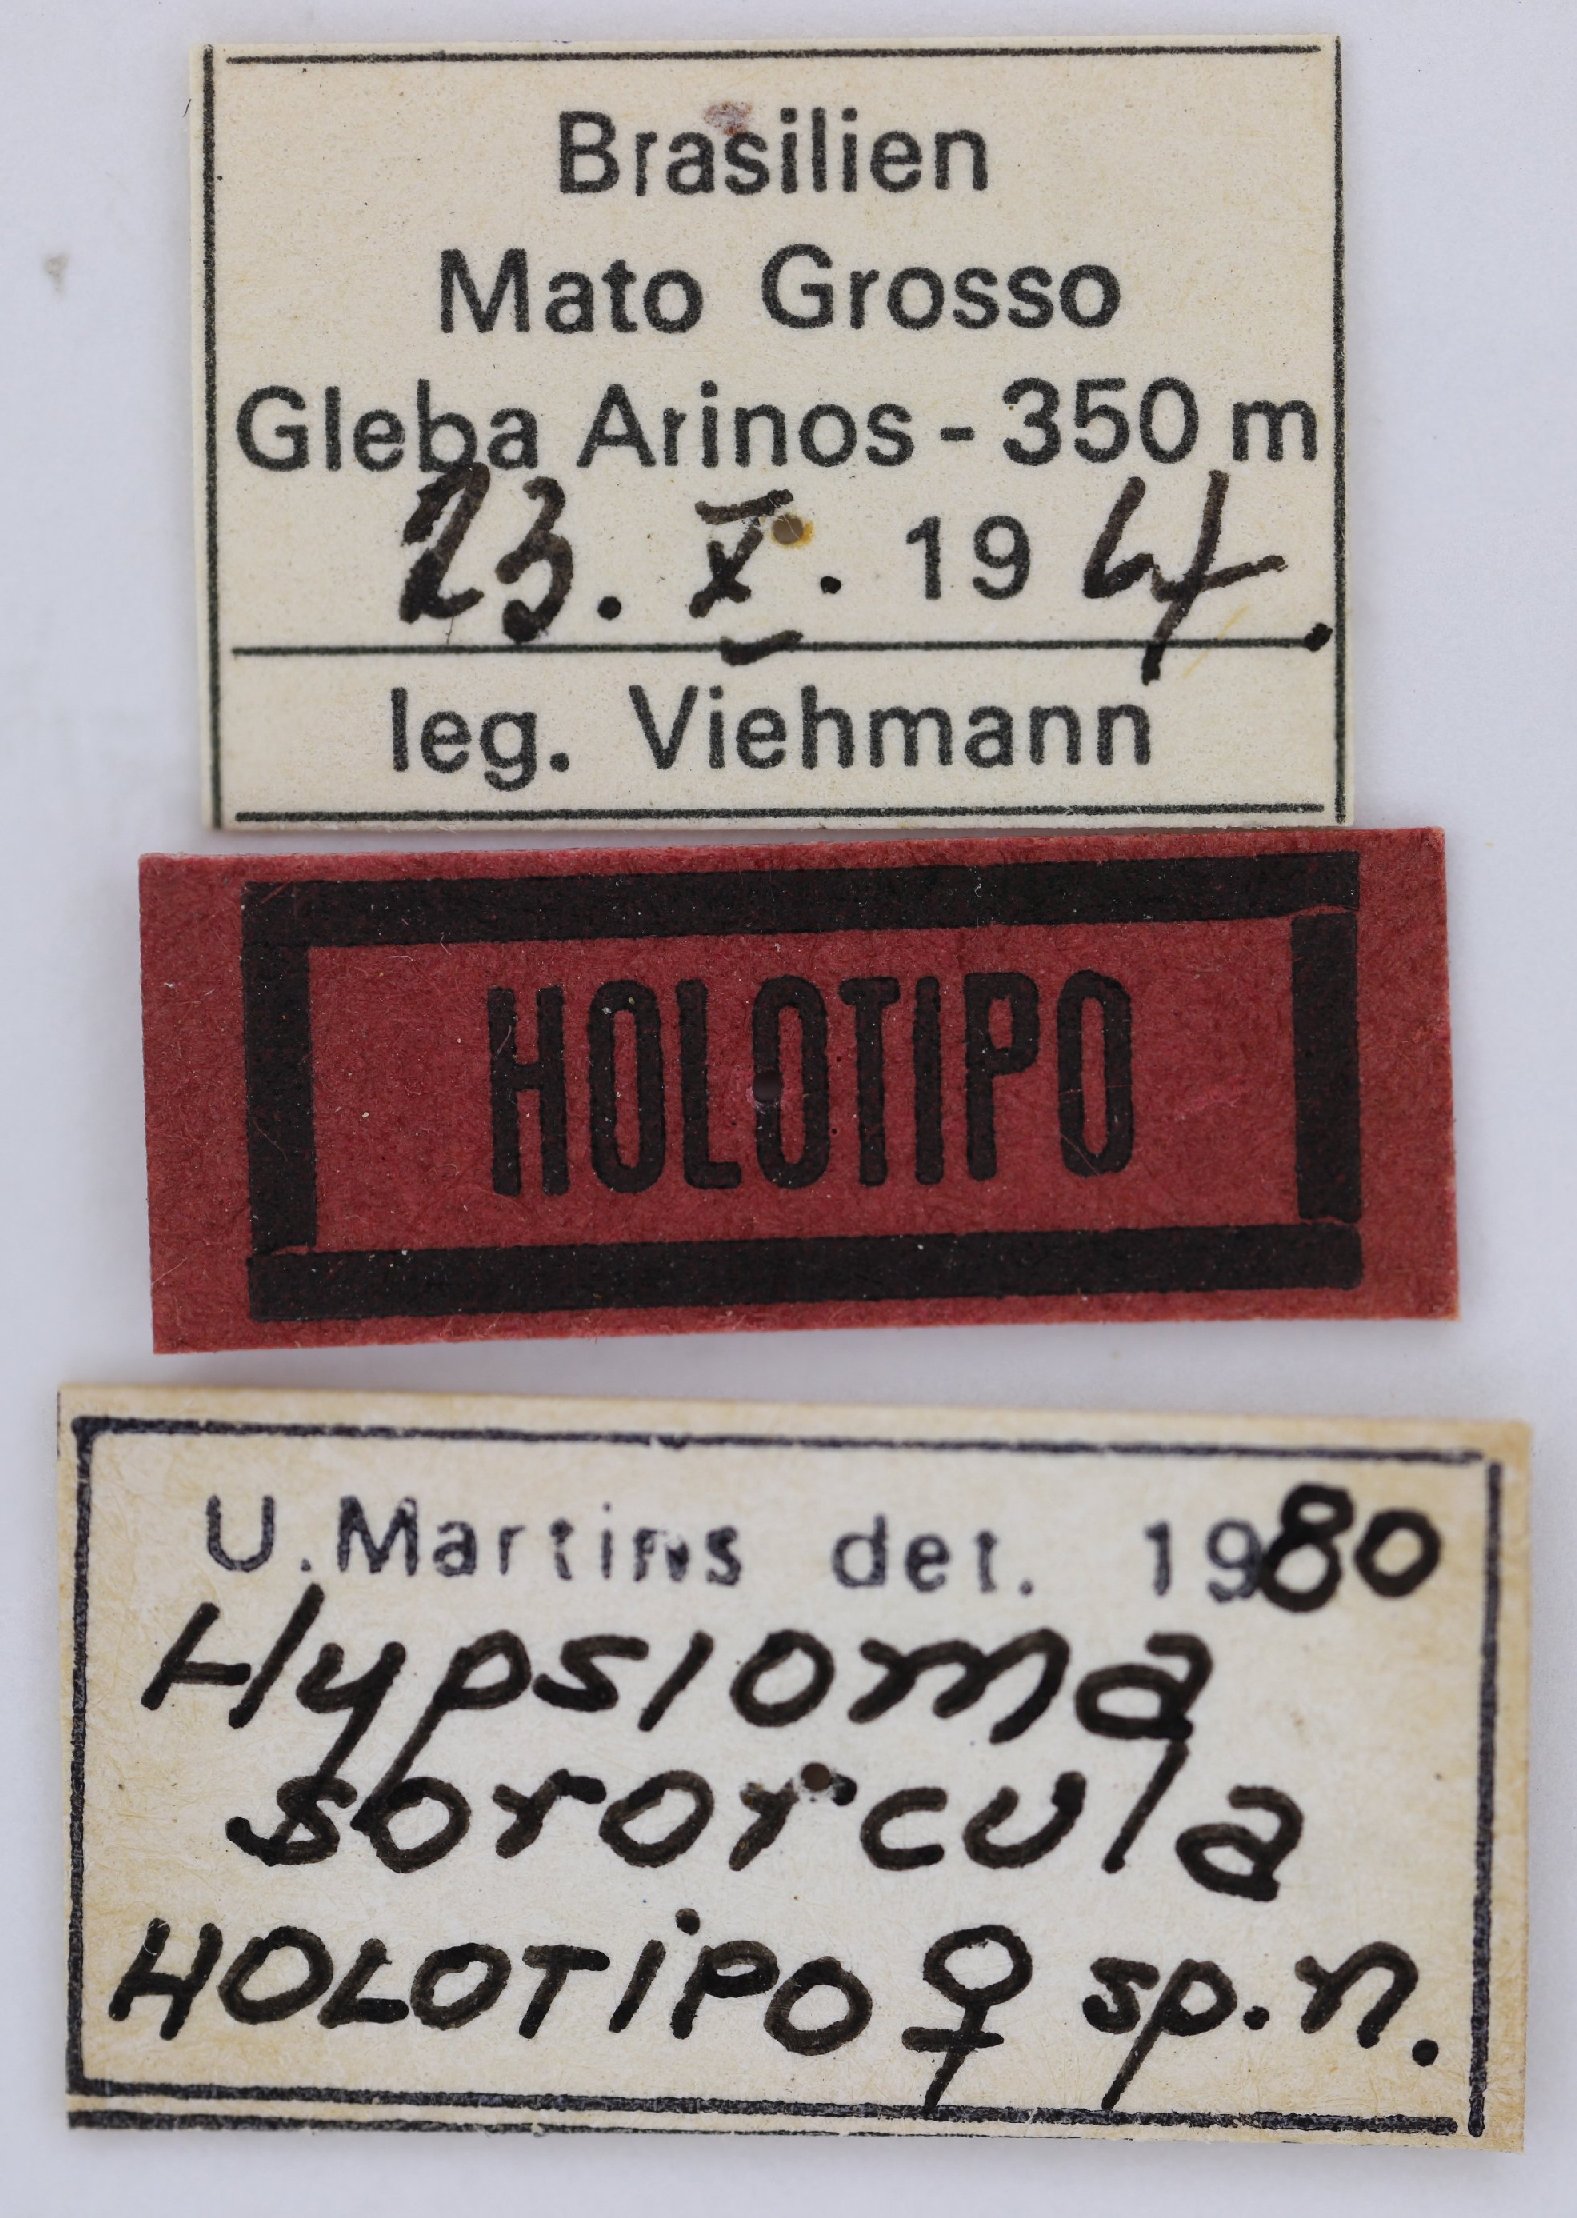 Brasilien
Mato Grosso
Gleba Arinos - 350 m
23. X. 1964.
leg. Viehmann
HOLOTIPO
U. Martins det. 1980
Hypsioma
sororcula
HOLOTIPO ♀ sp. n.